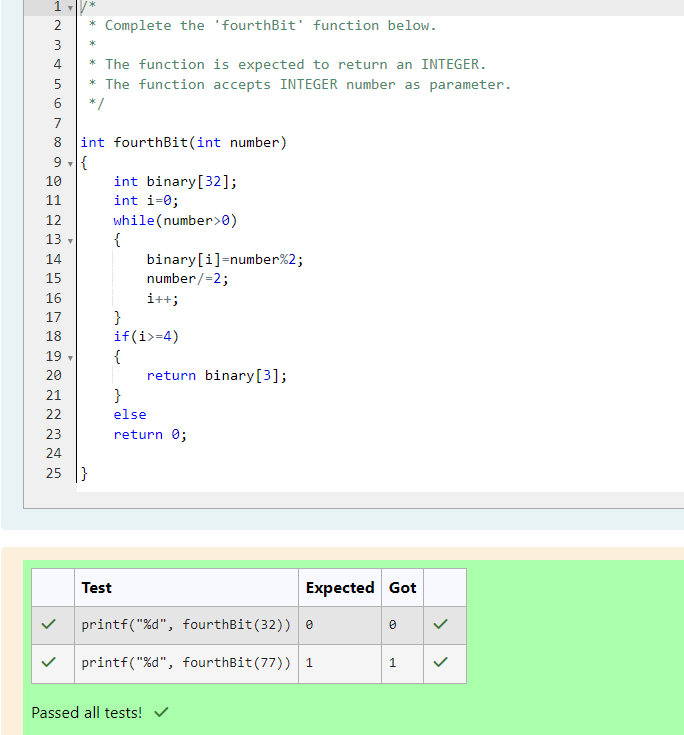 1 /*
2  * Complete the 'fourthBit' function below.
3  *
4  * The function is expected to return an INTEGER.
5  * The function accepts INTEGER number as parameter.
6  */
7
8 int fourthBit(int number)
9 {
10     int binary[32];
11     int i=0;
12     while(number>0)
13     {
14         binary[i]=number%2;
15         number/=2;
16         i++;
17     }
18     if(i>=4)
19     {
20         return binary[3];
21     }
22     else
23     return 0;
24
25 }
Test Expected Got
printf("%d", fourthBit(32)) 0 0
printf("%d", fourthBit(77)) 1 1
Passed all tests!